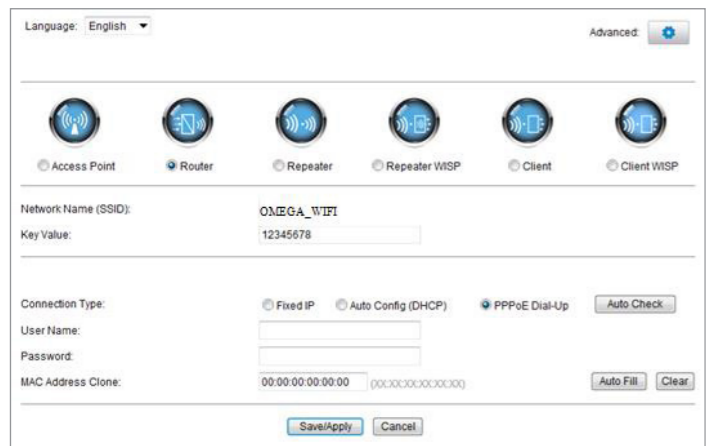 Language: English Advanced:
Access Point Router Repeater Repeater WISP Client Client WISP
Network Name (SSID): OMEGA_WIFI
Key Value: 12345678
Connection Type: Fixed IP Auto Config (DHCP) PPPoE Dial-Up Auto Check
User Name:
Password:
MAC Address Clone: 00:00:00:00:00:00 (XX:XX:XX:XX:XX:XX) Auto Fill Clear
Save/Apply Cancel